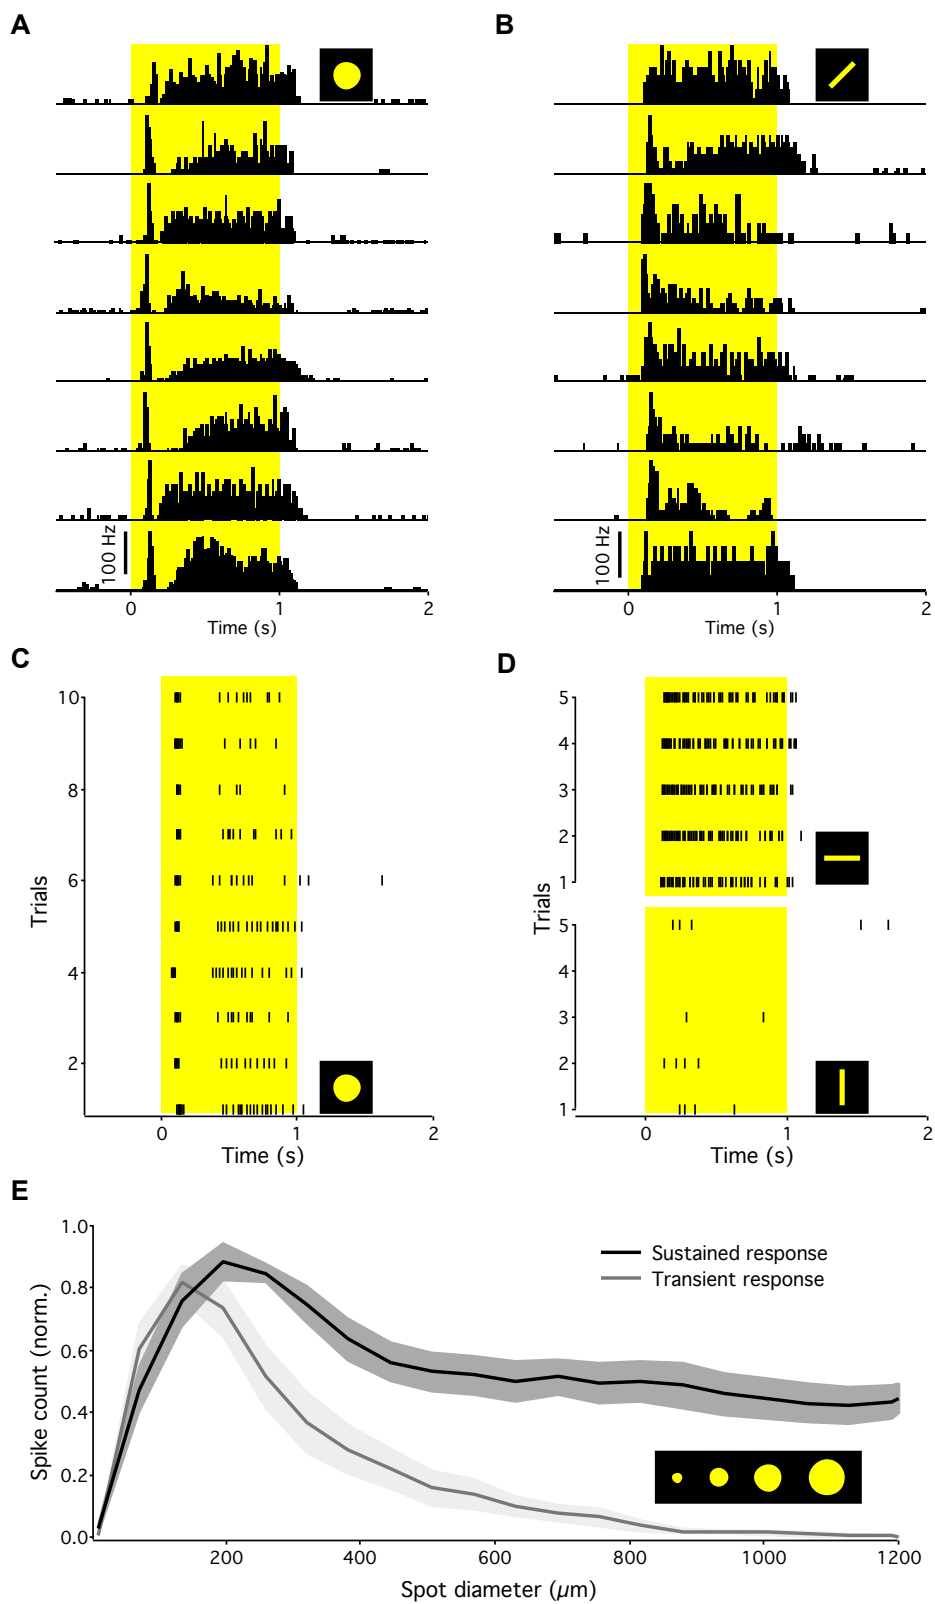 A
B
100 Hz
100 Hz
0 1 2
0 1 2
Time (s)
Time (s)
C
D
10
8
6
4
2
Trials
0 1 2
Time (s)
5
4
3
2
1
5
4
3
2
1
Trials
0 1 2
Time (s)
E
1.0
0.8
0.6
0.4
0.2
0.0
Spike count (norm.)
Sustained response
Transient response
200 400 600 800 1000 1200
Spot diameter (µm)